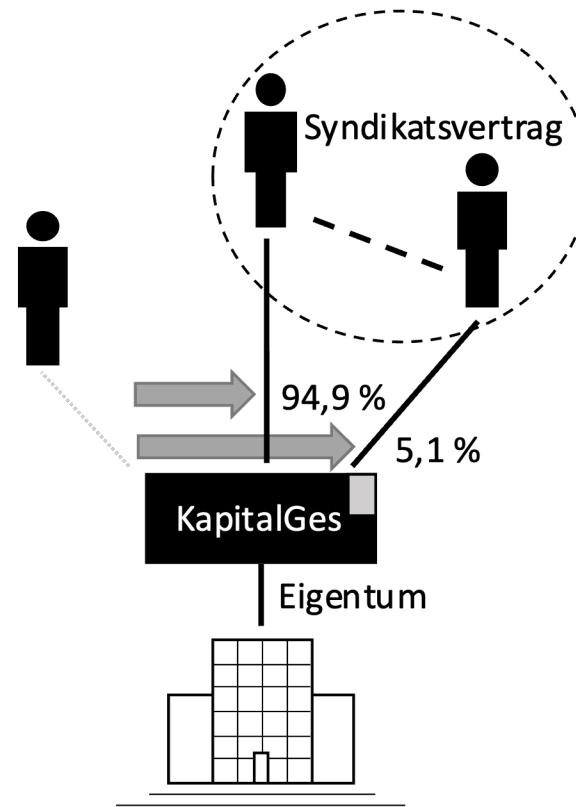 Syndikatsvertrag
94,9 %
5,1 %
KapitalGes
Eigentum